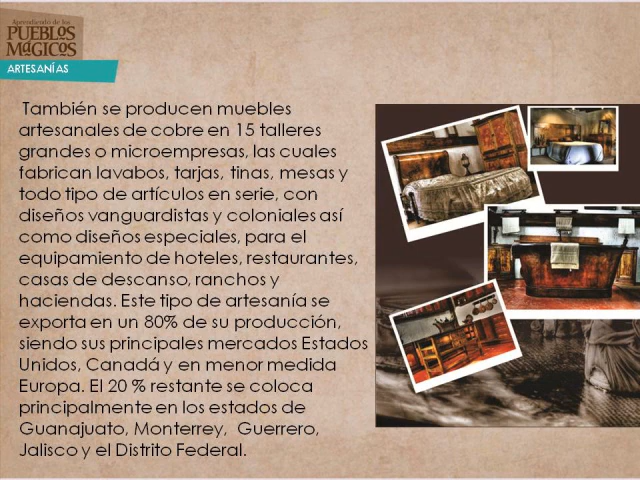 Aprendiendo de los
PUEBLOS
MáGICOS
ARTESANÍAS
También se producen muebles
artesanales de cobre en 15 talleres
grandes o microempresas, las cuales
fabrican lavabos, tarjas, tinas, mesas y
todo tipo de artículos en serie, con
diseños vanguardistas y coloniales así
como diseños especiales, para el
equipamiento de hoteles, restaurantes,
casas de descanso, ranchos y
haciendas. Este tipo de artesanía se
exporta en un 80% de su producción,
siendo sus principales mercados Estados
Unidos, Canadá y en menor medida
Europa. El 20 % restante se coloca
principalmente en los estados de
Guanajuato, Monterrey, Guerrero,
Jalisco y el Distrito Federal.